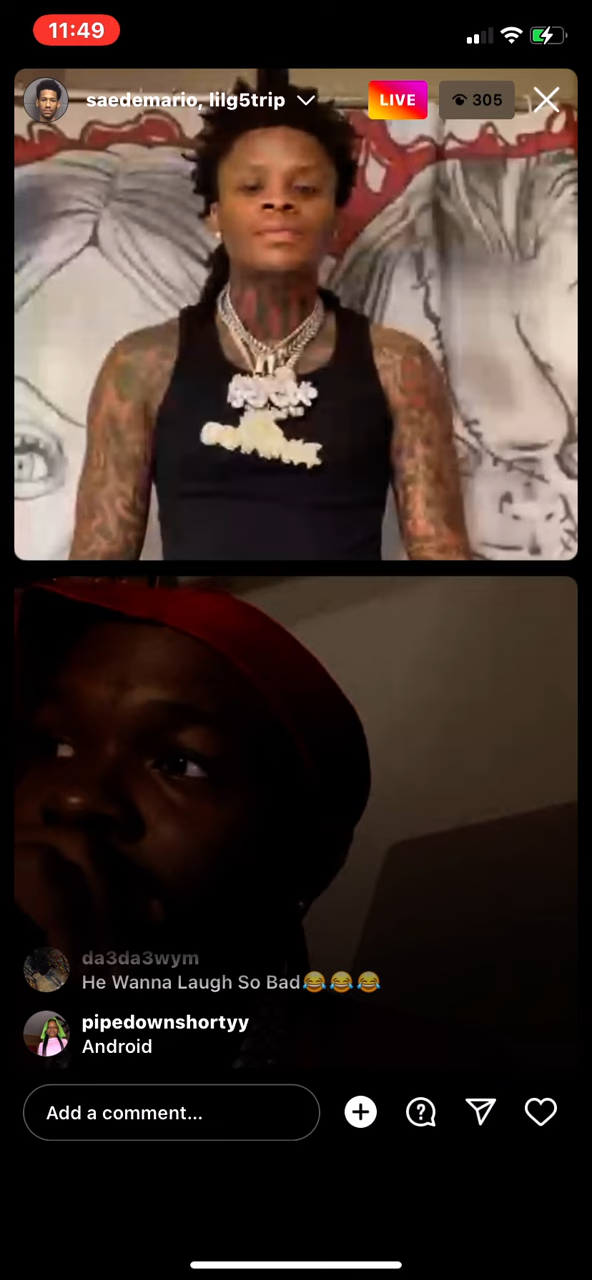 11:49
saedemario, lilg5trip
LIVE
305
da3da3wym
He Wanna Laugh So Bad😂😂😂
pipedownshortyy
Android
Add a comment...